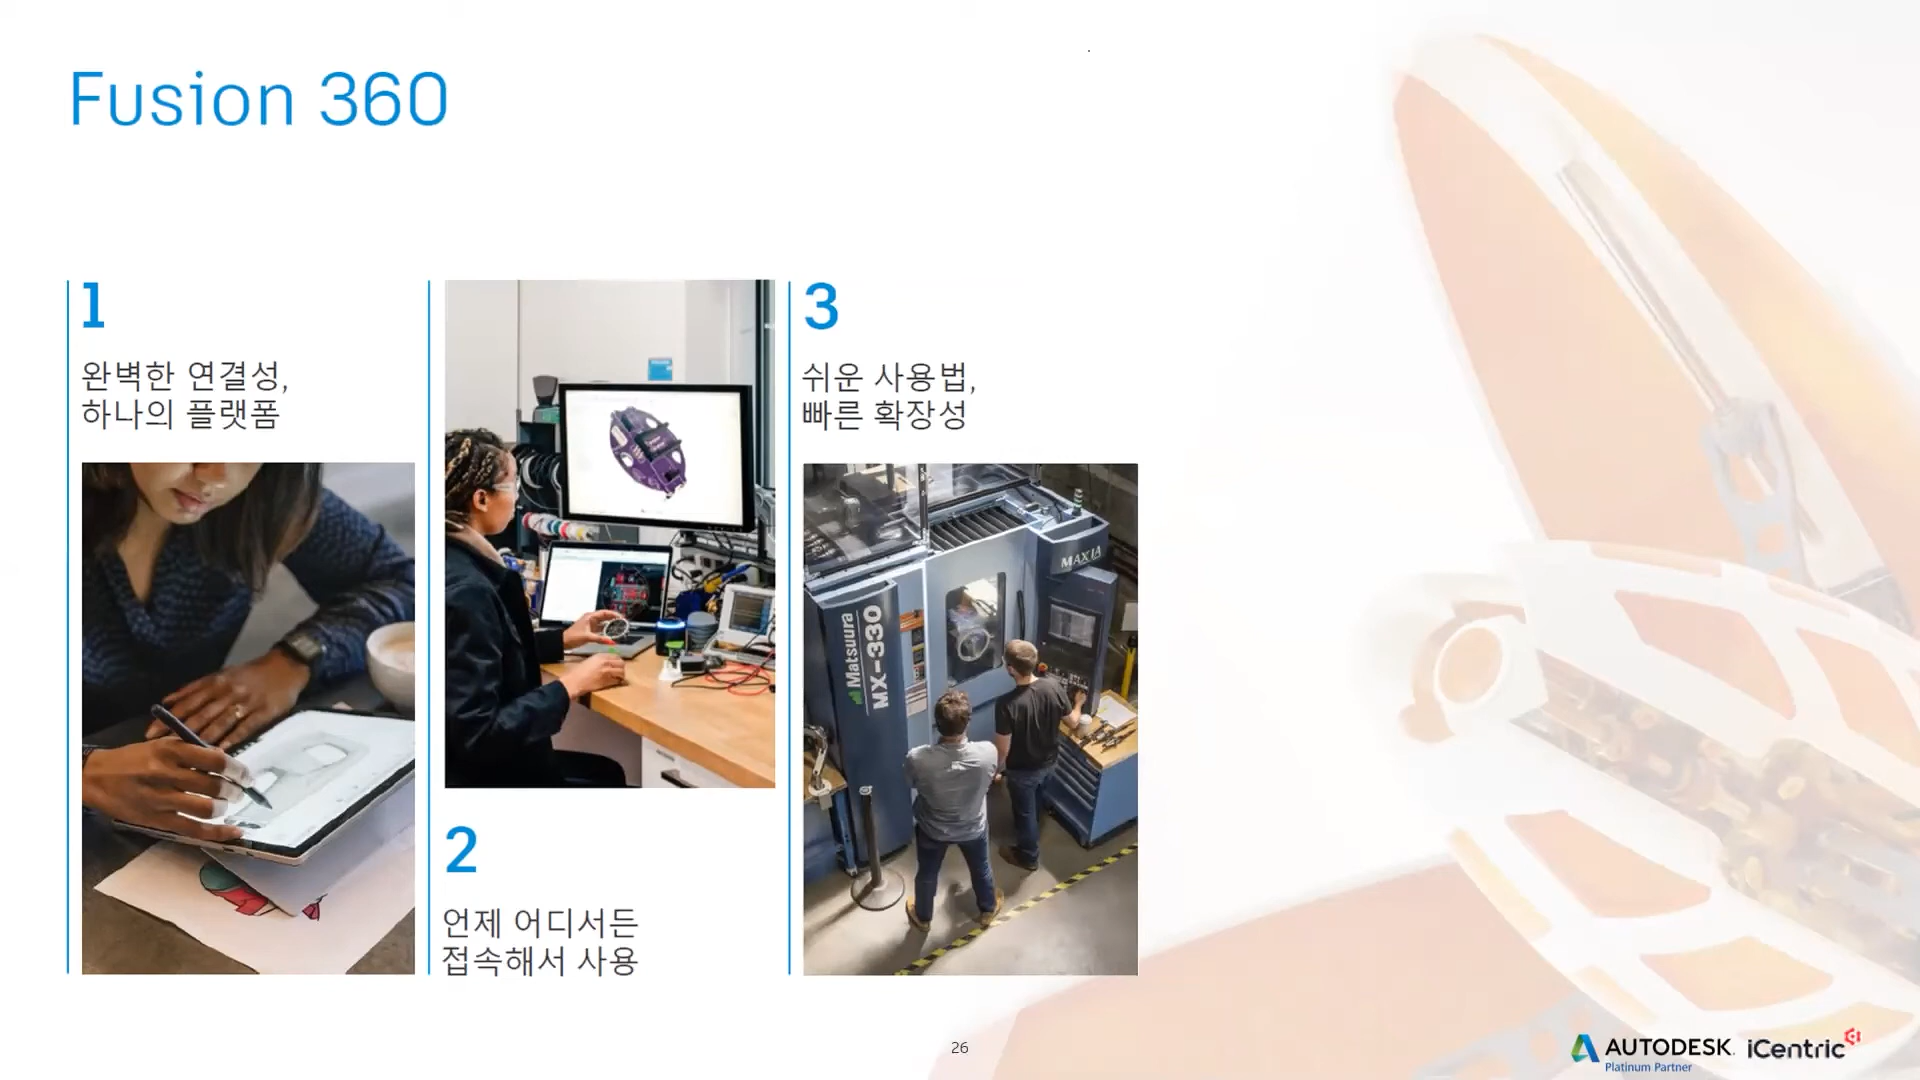 Fusion 360
1
완벽한 연결성,
하나의 플랫폼
2
언제 어디서든
접속해서 사용
3
쉬운 사용법,
빠른 확장성
MAXIA
Matsuura
MX-330
26
AUTODESK
Platinum Partner
iCentric